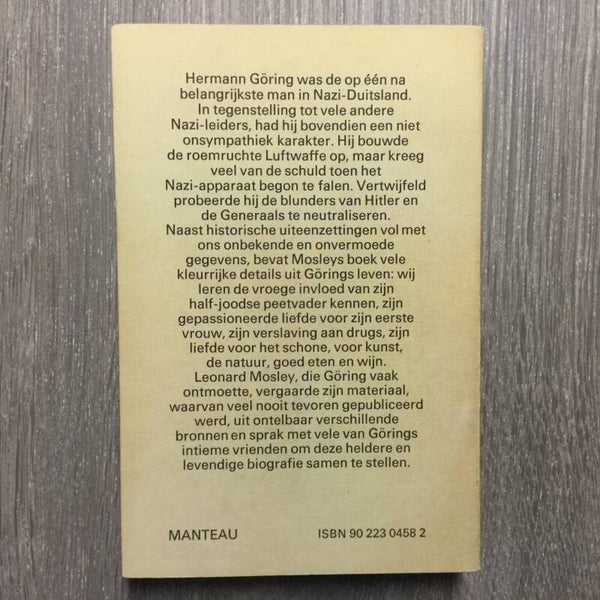 Hermann Göring was de op één na
belangrijkste man in Nazi-Duitsland.
In tegenstelling tot vele andere
Nazi-leiders, had hij bovendien een niet
onsympathiek karakter. Hij bouwde
de roemruchte Luftwaffe op, maar kreeg
veel van de schuld toen het
Nazi-apparaat begon te falen. Vertwijfeld
probeerde hij de blunders van Hitler en
de Generaals te neutraliseren.
Naast historische uiteenzettingen vol met
ons onbekende en onvermoede
gegevens, bevat Mosleys boek vele
kleurrijke details uit Görings leven: wij
leren de vroege invloed van zijn
half-joodse peetvader kennen, zijn
gepassioneerde liefde voor zijn eerste
vrouw, zijn verslaving aan drugs, zijn
liefde voor het schone, voor kunst,
de natuur, goed eten en wijn.
Leonard Mosley, die Göring vaak
ontmoette, vergaarde zijn materiaal,
waarvan veel nooit tevoren gepubliceerd
werd, uit ontelbaar verschillende
bronnen en sprak met vele van Görings
intieme vrienden om deze heldere en
levendige biografie samen te stellen.
MANTEAU ISBN 90 223 0458 2